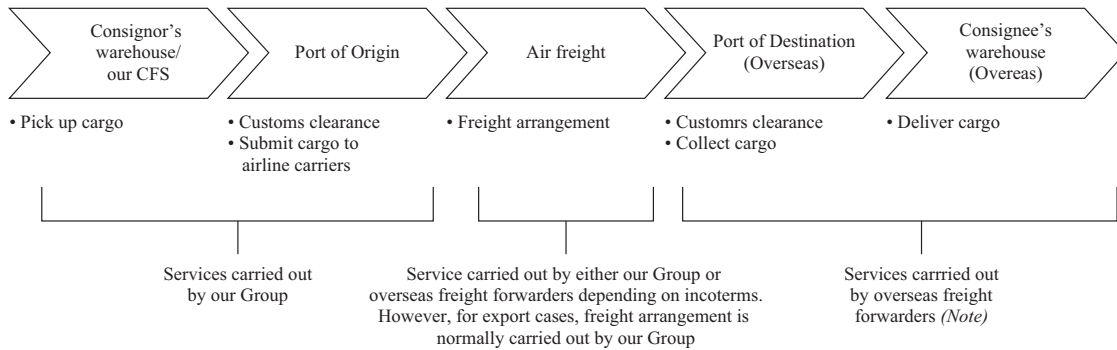 Consignor's
warehouse/
our CFS
Port of Origin
Air freight
Port of Destination
(Overseas)
Consignee's
warehouse
(Overeas)
• Pick up cargo
• Customs clearance
• Submit cargo to
airline carriers
• Freight arrangement
• Customrs clearance
• Collect cargo
• Deliver cargo
Services carried out
by our Group
Service carried out by either our Group or
overseas freight forwarders depending on incoterms.
However, for export cases, freight arrangement is
normally carried out by our Group
Services carrried out
by overseas freight
forwarders (Note)